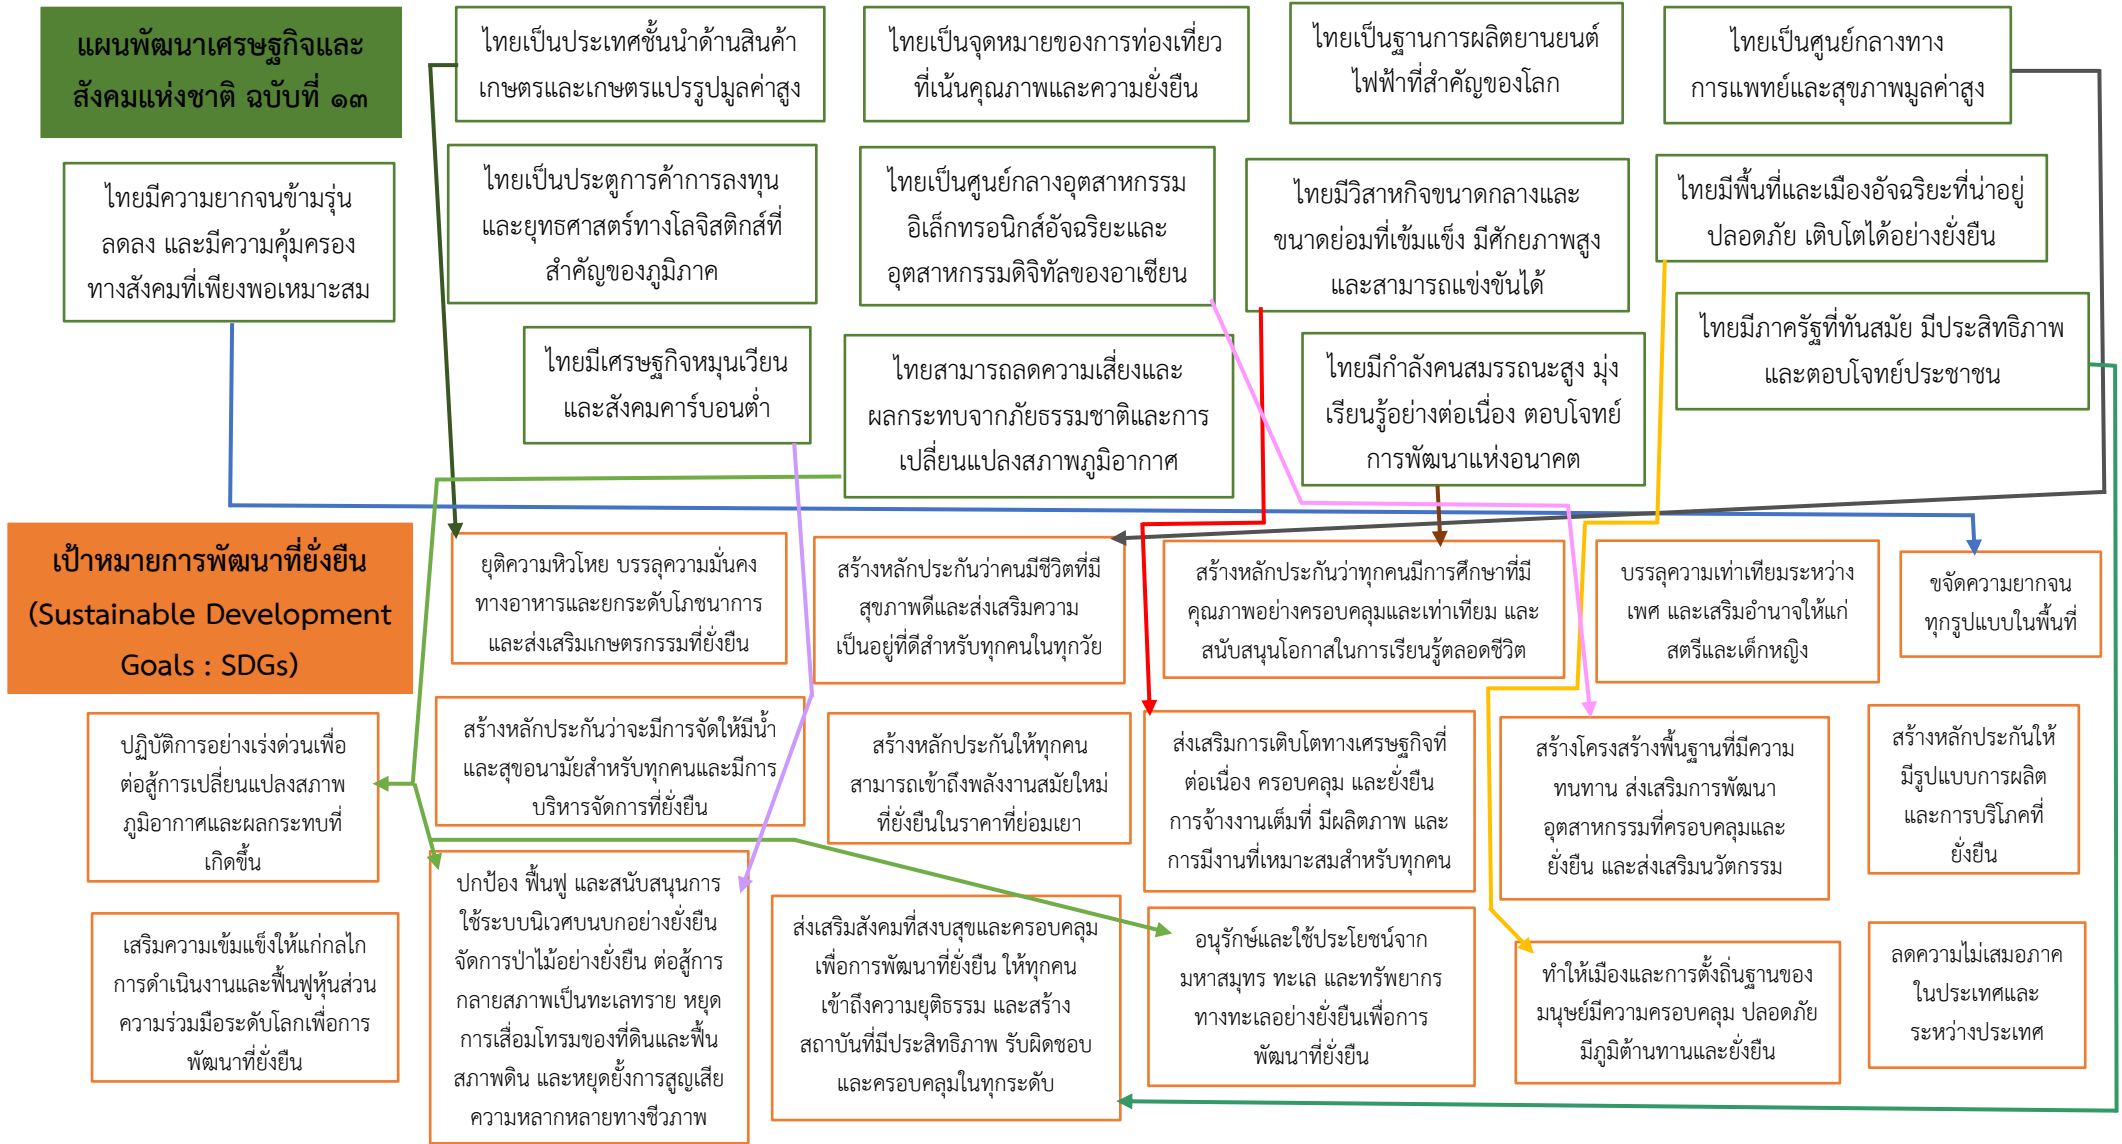 แผนพัฒนาเศรษฐกิจและ
สังคมแห่งชาติ ฉบับที่ ๑๓
ไทยเป็นประเทศชั้นนำด้านสินค้า
เกษตรและเกษตรแปรรูปมูลค่าสูง
ไทยเป็นจุดหมายของการท่องเที่ยว
ที่เน้นคุณภาพและความยั่งยืน
ไทยเป็นฐานการผลิตยานยนต์
ไฟฟ้าที่สำคัญของโลก
ไทยเป็นศูนย์กลางทาง
การแพทย์และสุขภาพมูลค่าสูง
ไทยมีความยากจนข้ามรุ่น
ลดลง และมีความคุ้มครอง
ทางสังคมที่เพียงพอเหมาะสม
ไทยเป็นประตูการค้าการลงทุน
และยุทธศาสตร์ทางโลจิสติกส์ที่
สำคัญของภูมิภาค
ไทยเป็นศูนย์กลางอุตสาหกรรม
อิเล็กทรอนิกส์อัจฉริยะและ
อุตสาหกรรมดิจิทัลของอาเซียน
ไทยมีวิสาหกิจขนาดกลางและ
ขนาดย่อมที่เข้มแข็ง มีศักยภาพสูง
และสามารถแข่งขันได้
ไทยมีพื้นที่และเมืองอัจฉริยะที่น่าอยู่
ปลอดภัย เติบโตได้อย่างยั่งยืน
ไทยมีเศรษฐกิจหมุนเวียน
และสังคมคาร์บอนต่ำ
ไทยสามารถลดความเสี่ยงและ
ผลกระทบจากภัยธรรมชาติและการ
เปลี่ยนแปลงสภาพภูมิอากาศ
ไทยมีกำลังคนสมรรถนะสูง มุ่ง
เรียนรู้อย่างต่อเนื่อง ตอบโจทย์
การพัฒนาแห่งอนาคต
ไทยมีภาครัฐที่ทันสมัย มีประสิทธิภาพ
และตอบโจทย์ประชาชน
เป้าหมายการพัฒนาที่ยั่งยืน
(Sustainable Development
Goals : SDGs)
ยุติความหิวโหย บรรลุความมั่นคง
ทางอาหารและยกระดับโภชนาการ
และส่งเสริมเกษตรกรรมที่ยั่งยืน
สร้างหลักประกันว่าคนมีชีวิตที่มี
สุขภาพดีและส่งเสริมความ
เป็นอยู่ที่ดีสำหรับทุกคนในทุกวัย
สร้างหลักประกันว่าทุกคนมีการศึกษาที่มี
คุณภาพอย่างครอบคลุมและเท่าเทียม และ
สนับสนุนโอกาสในการเรียนรู้ตลอดชีวิต
บรรลุความเท่าเทียมระหว่าง
เพศ และเสริมอำนาจให้แก่
สตรีและเด็กหญิง
ขจัดความยากจน
ทุกรูปแบบในพื้นที่
ปฏิบัติการอย่างเร่งด่วนเพื่อ
ต่อสู้การเปลี่ยนแปลงสภาพ
ภูมิอากาศและผลกระทบที่
เกิดขึ้น
สร้างหลักประกันว่าจะมีการจัดให้มีน้ำ
และสุขอนามัยสำหรับทุกคนและมีการ
บริหารจัดการที่ยั่งยืน
สร้างหลักประกันให้ทุกคน
สามารถเข้าถึงพลังงานสมัยใหม่
ที่ยั่งยืนในราคาที่ย่อมเยา
ส่งเสริมการเติบโตทางเศรษฐกิจที่
ต่อเนื่อง ครอบคลุม และยั่งยืน
การจ้างงานเต็มที่ มีผลิตภาพ และ
การมีงานที่เหมาะสมสำหรับทุกคน
สร้างโครงสร้างพื้นฐานที่มีความ
ทนทาน ส่งเสริมการพัฒนา
อุตสาหกรรมที่ครอบคลุมและ
ยั่งยืน และส่งเสริมนวัตกรรม
สร้างหลักประกันให้
มีรูปแบบการผลิต
และการบริโภคที่
ยั่งยืน
เสริมความเข้มแข็งให้แก่กลไก
การดำเนินงานและฟื้นฟูหุ้นส่วน
ความร่วมมือระดับโลกเพื่อการ
พัฒนาที่ยั่งยืน
ปกป้อง ฟื้นฟู และสนับสนุนการ
ใช้ระบบนิเวศบนบกอย่างยั่งยืน
จัดการป่าไม้อย่างยั่งยืน ต่อสู้การ
กลายสภาพเป็นทะเลทราย หยุด
การเสื่อมโทรมของที่ดินและฟื้น
สภาพดิน และหยุดยั้งการสูญเสีย
ความหลากหลายทางชีวภาพ
ส่งเสริมสังคมที่สงบสุขและครอบคลุม
เพื่อการพัฒนาที่ยั่งยืน ให้ทุกคน
เข้าถึงความยุติธรรม และสร้าง
สถาบันที่มีประสิทธิภาพ รับผิดชอบ
และครอบคลุมในทุกระดับ
อนุรักษ์และใช้ประโยชน์จาก
มหาสมุทร ทะเล และทรัพยากร
ทางทะเลอย่างยั่งยืนเพื่อการ
พัฒนาที่ยั่งยืน
ทำให้เมืองและการตั้งถิ่นฐานของ
มนุษย์มีความครอบคลุม ปลอดภัย
มีภูมิต้านทานและยั่งยืน
ลดความไม่เสมอภาค
ในประเทศและ
ระหว่างประเทศ